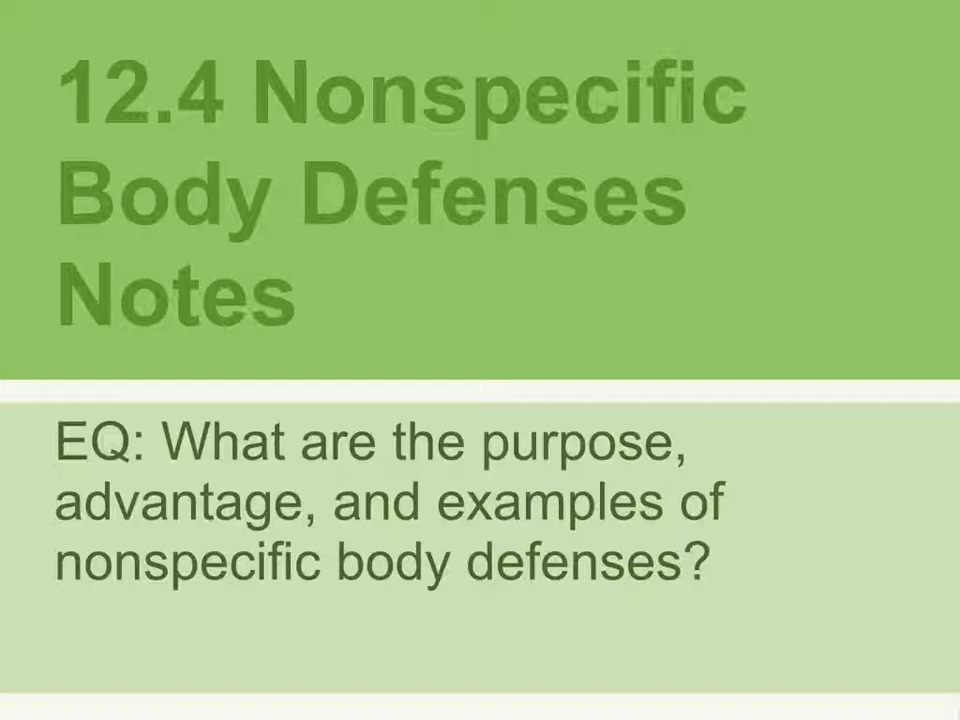 12.4 Nonspecific
Body Defenses
Notes
EQ: What are the purpose,
advantage, and examples of
nonspecific body defenses?